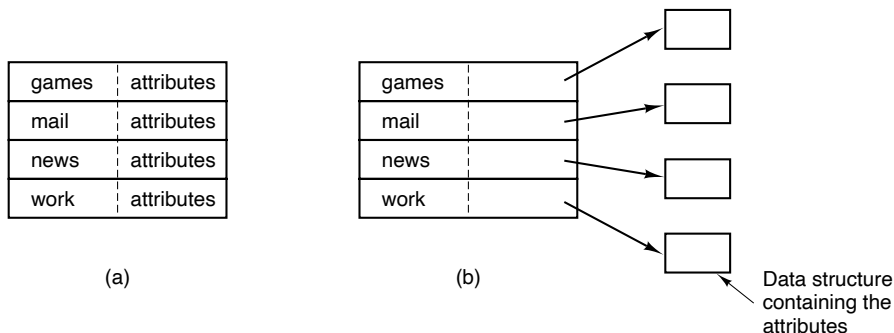 games attributes
mail attributes
news attributes
work attributes
(a)
games
mail
news
work
(b)
Data structure
containing the
attributes